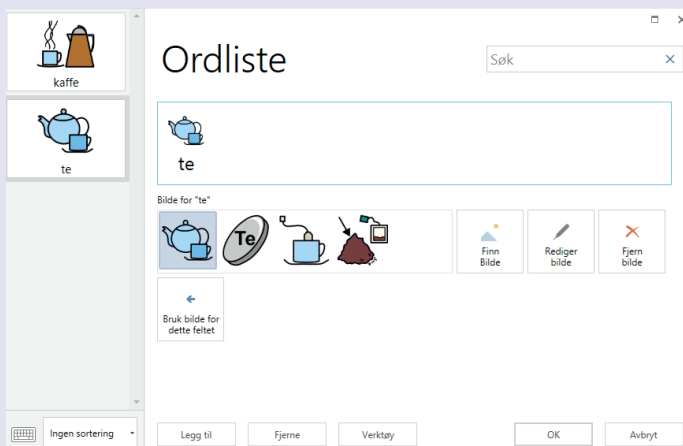 kaffe
te
Ordliste
Søk
te
Bilde for "te"
Te
Finn
Bilde
Rediger
bilde
Fjern
bilde
Bruk bilde for
dette feltet
Ingen sortering
Legg til
Fjerne
Verktøy
OK
Avbryt